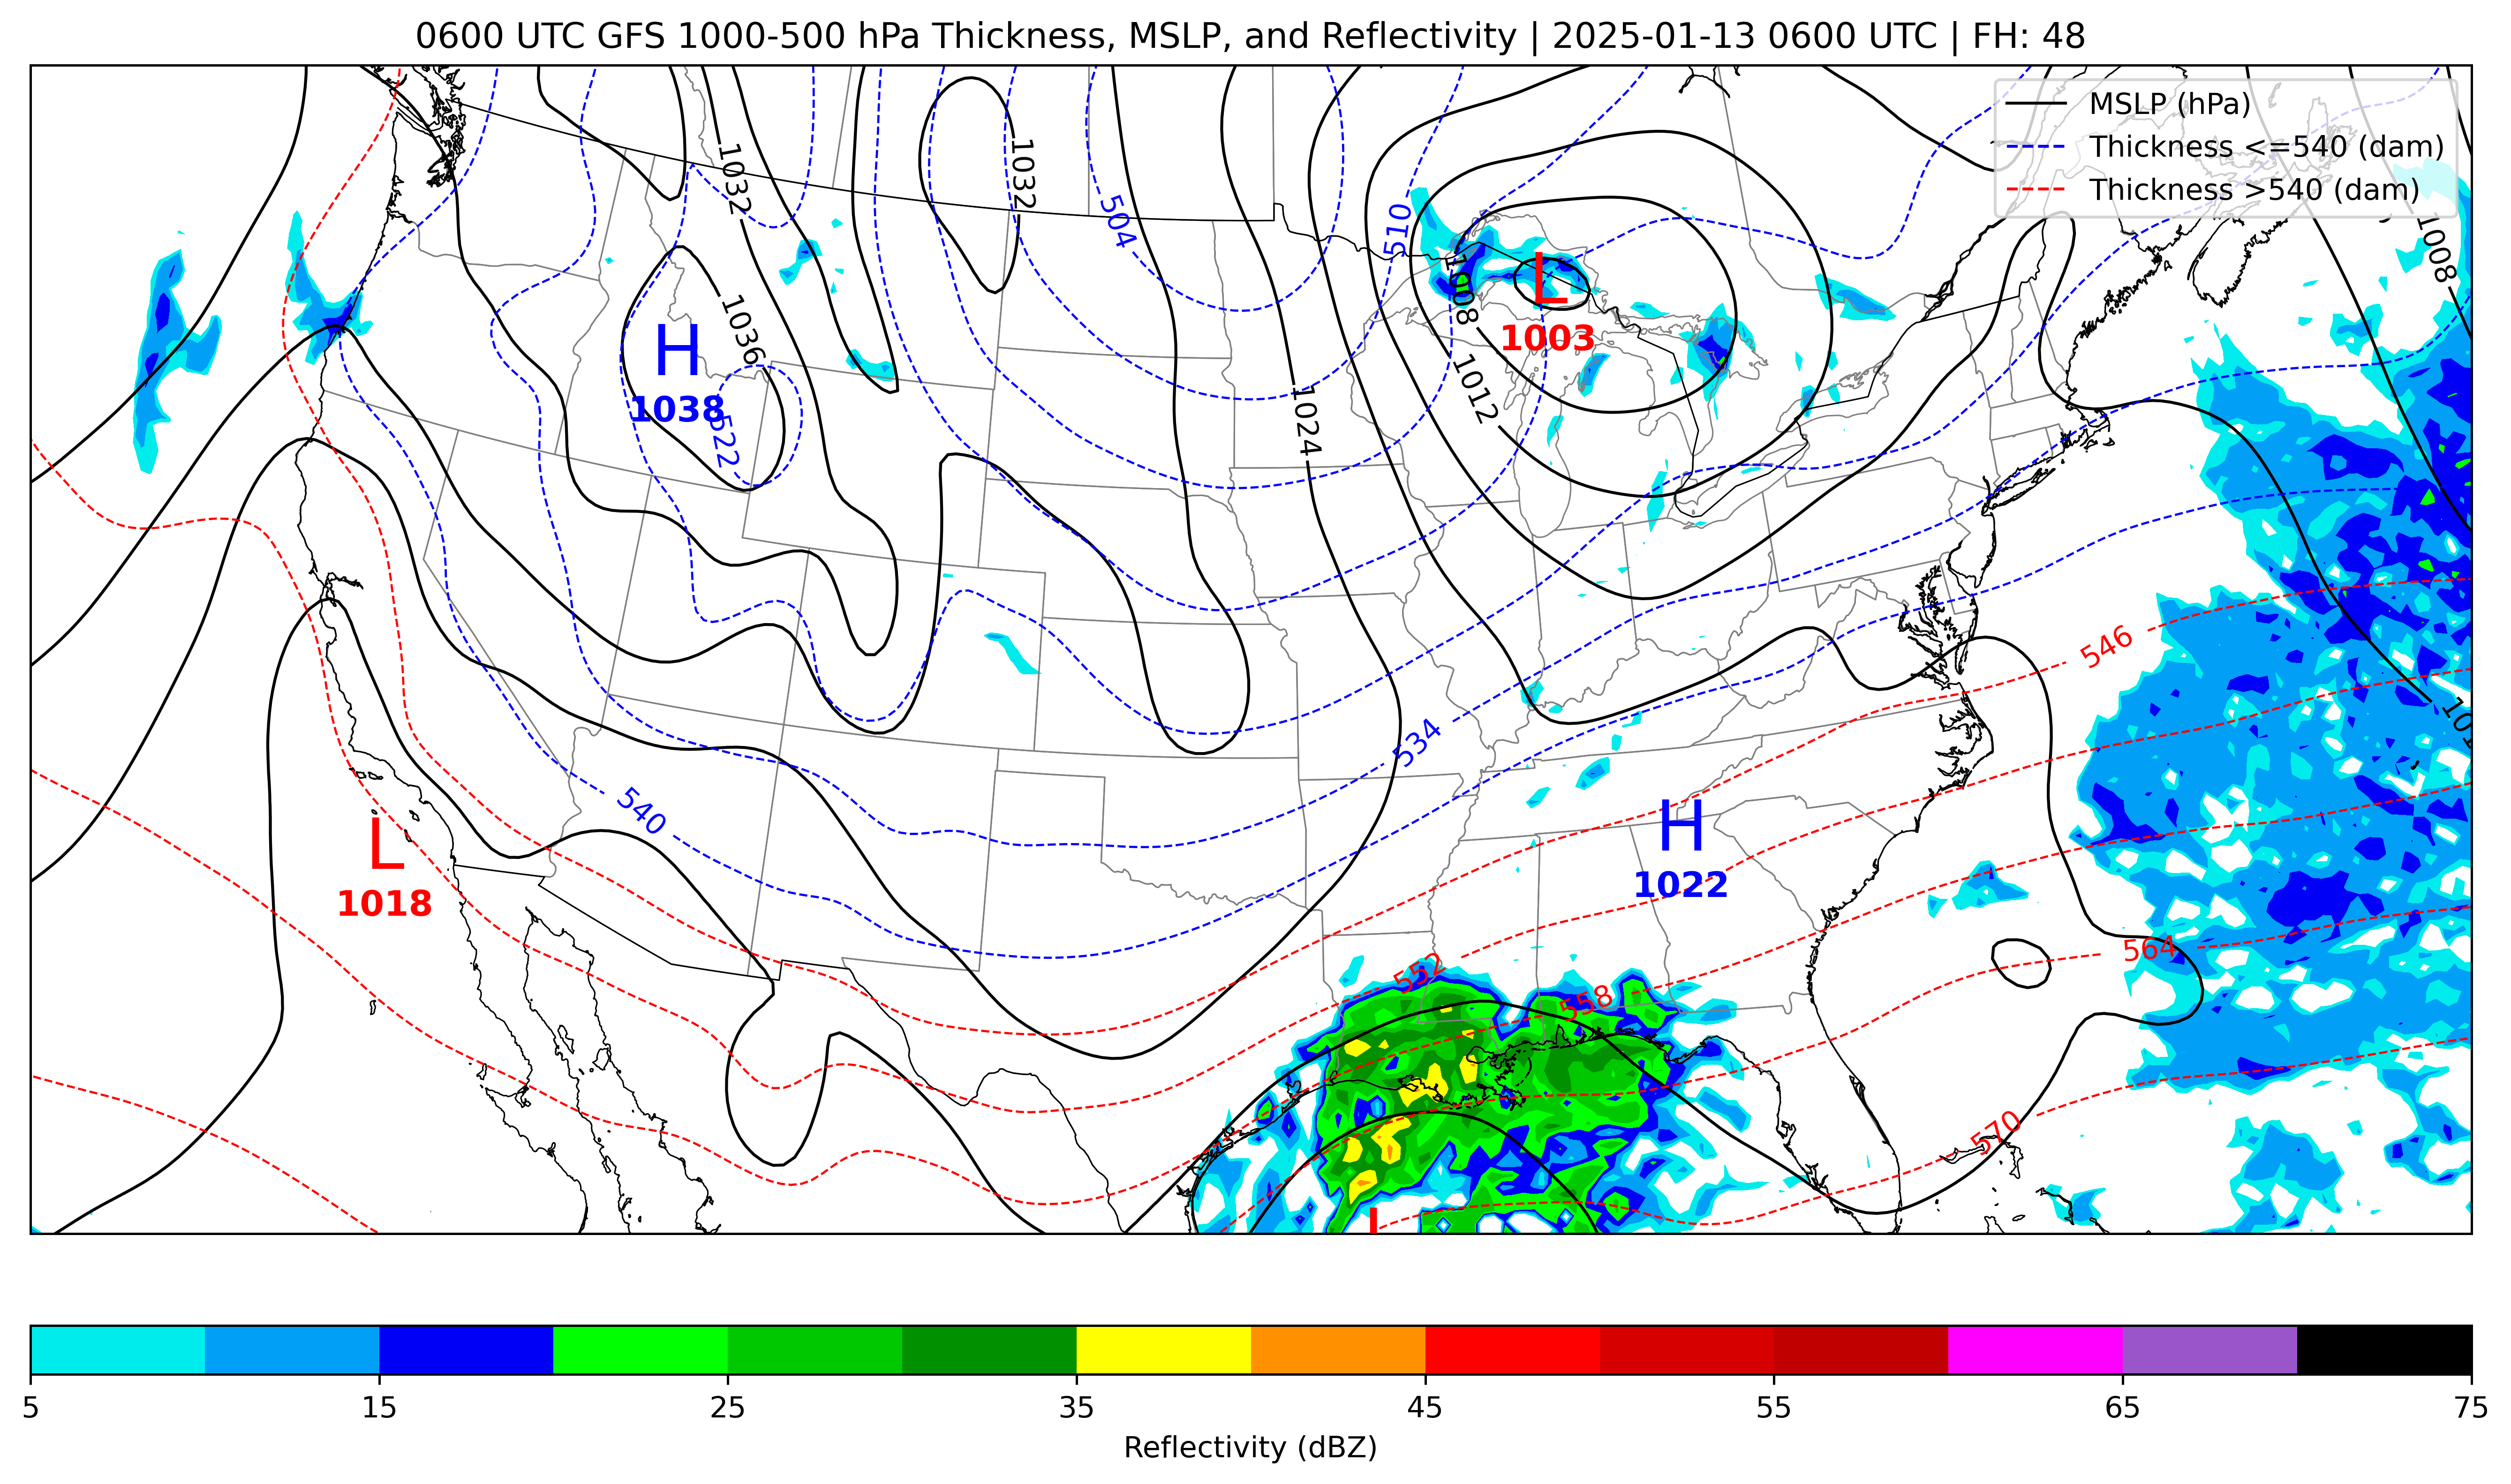 0600 UTC GFS 1000-500 hPa Thickness, MSLP, and Reflectivity | 2025-01-13 0600 UTC | FH: 48
MSLP (hPa)
Thickness <=540 (dam)
Thickness >540 (dam)
1032
1032
504
510
1008
1008
L
1003
H
1038
1036
522
1012
1024
546
534
1012
540
L
1018
H
1022
552
558
564
570
L
5 15 25 35 45 55 65 75
Reflectivity (dBZ)